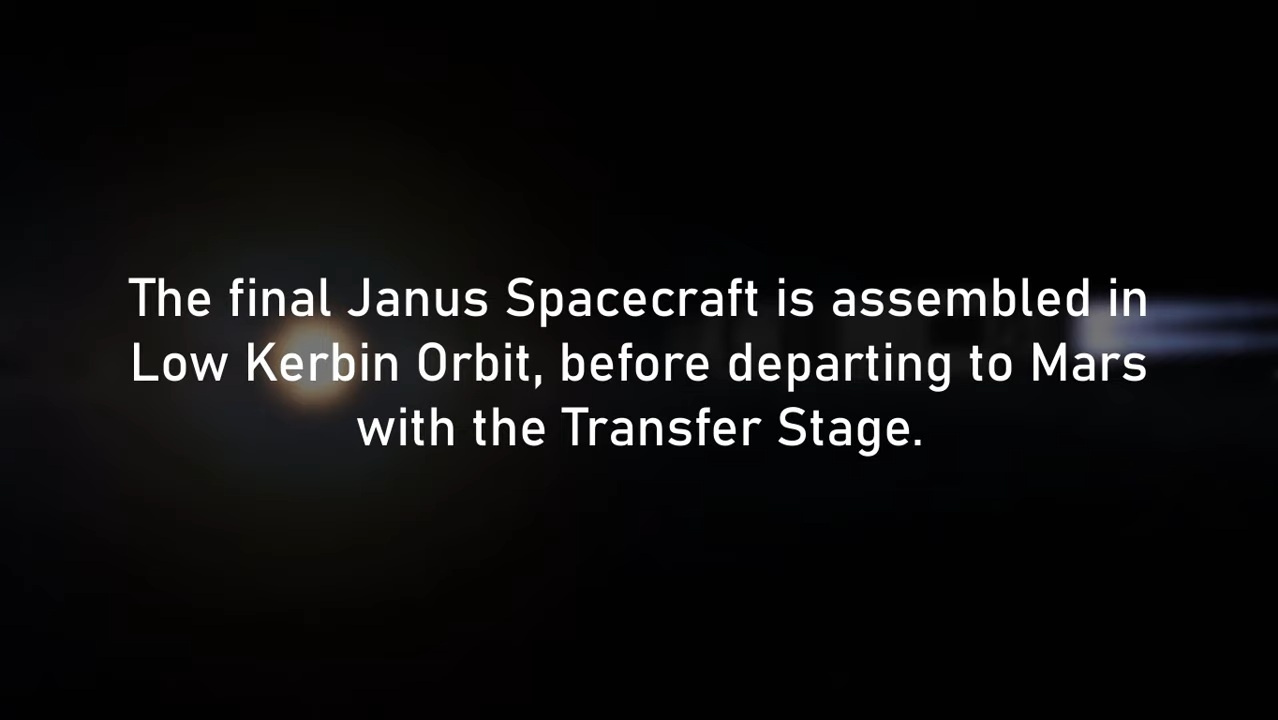 The final Janus Spacecraft is assembled in
Low Kerbin Orbit, before departing to Mars
with the Transfer Stage.